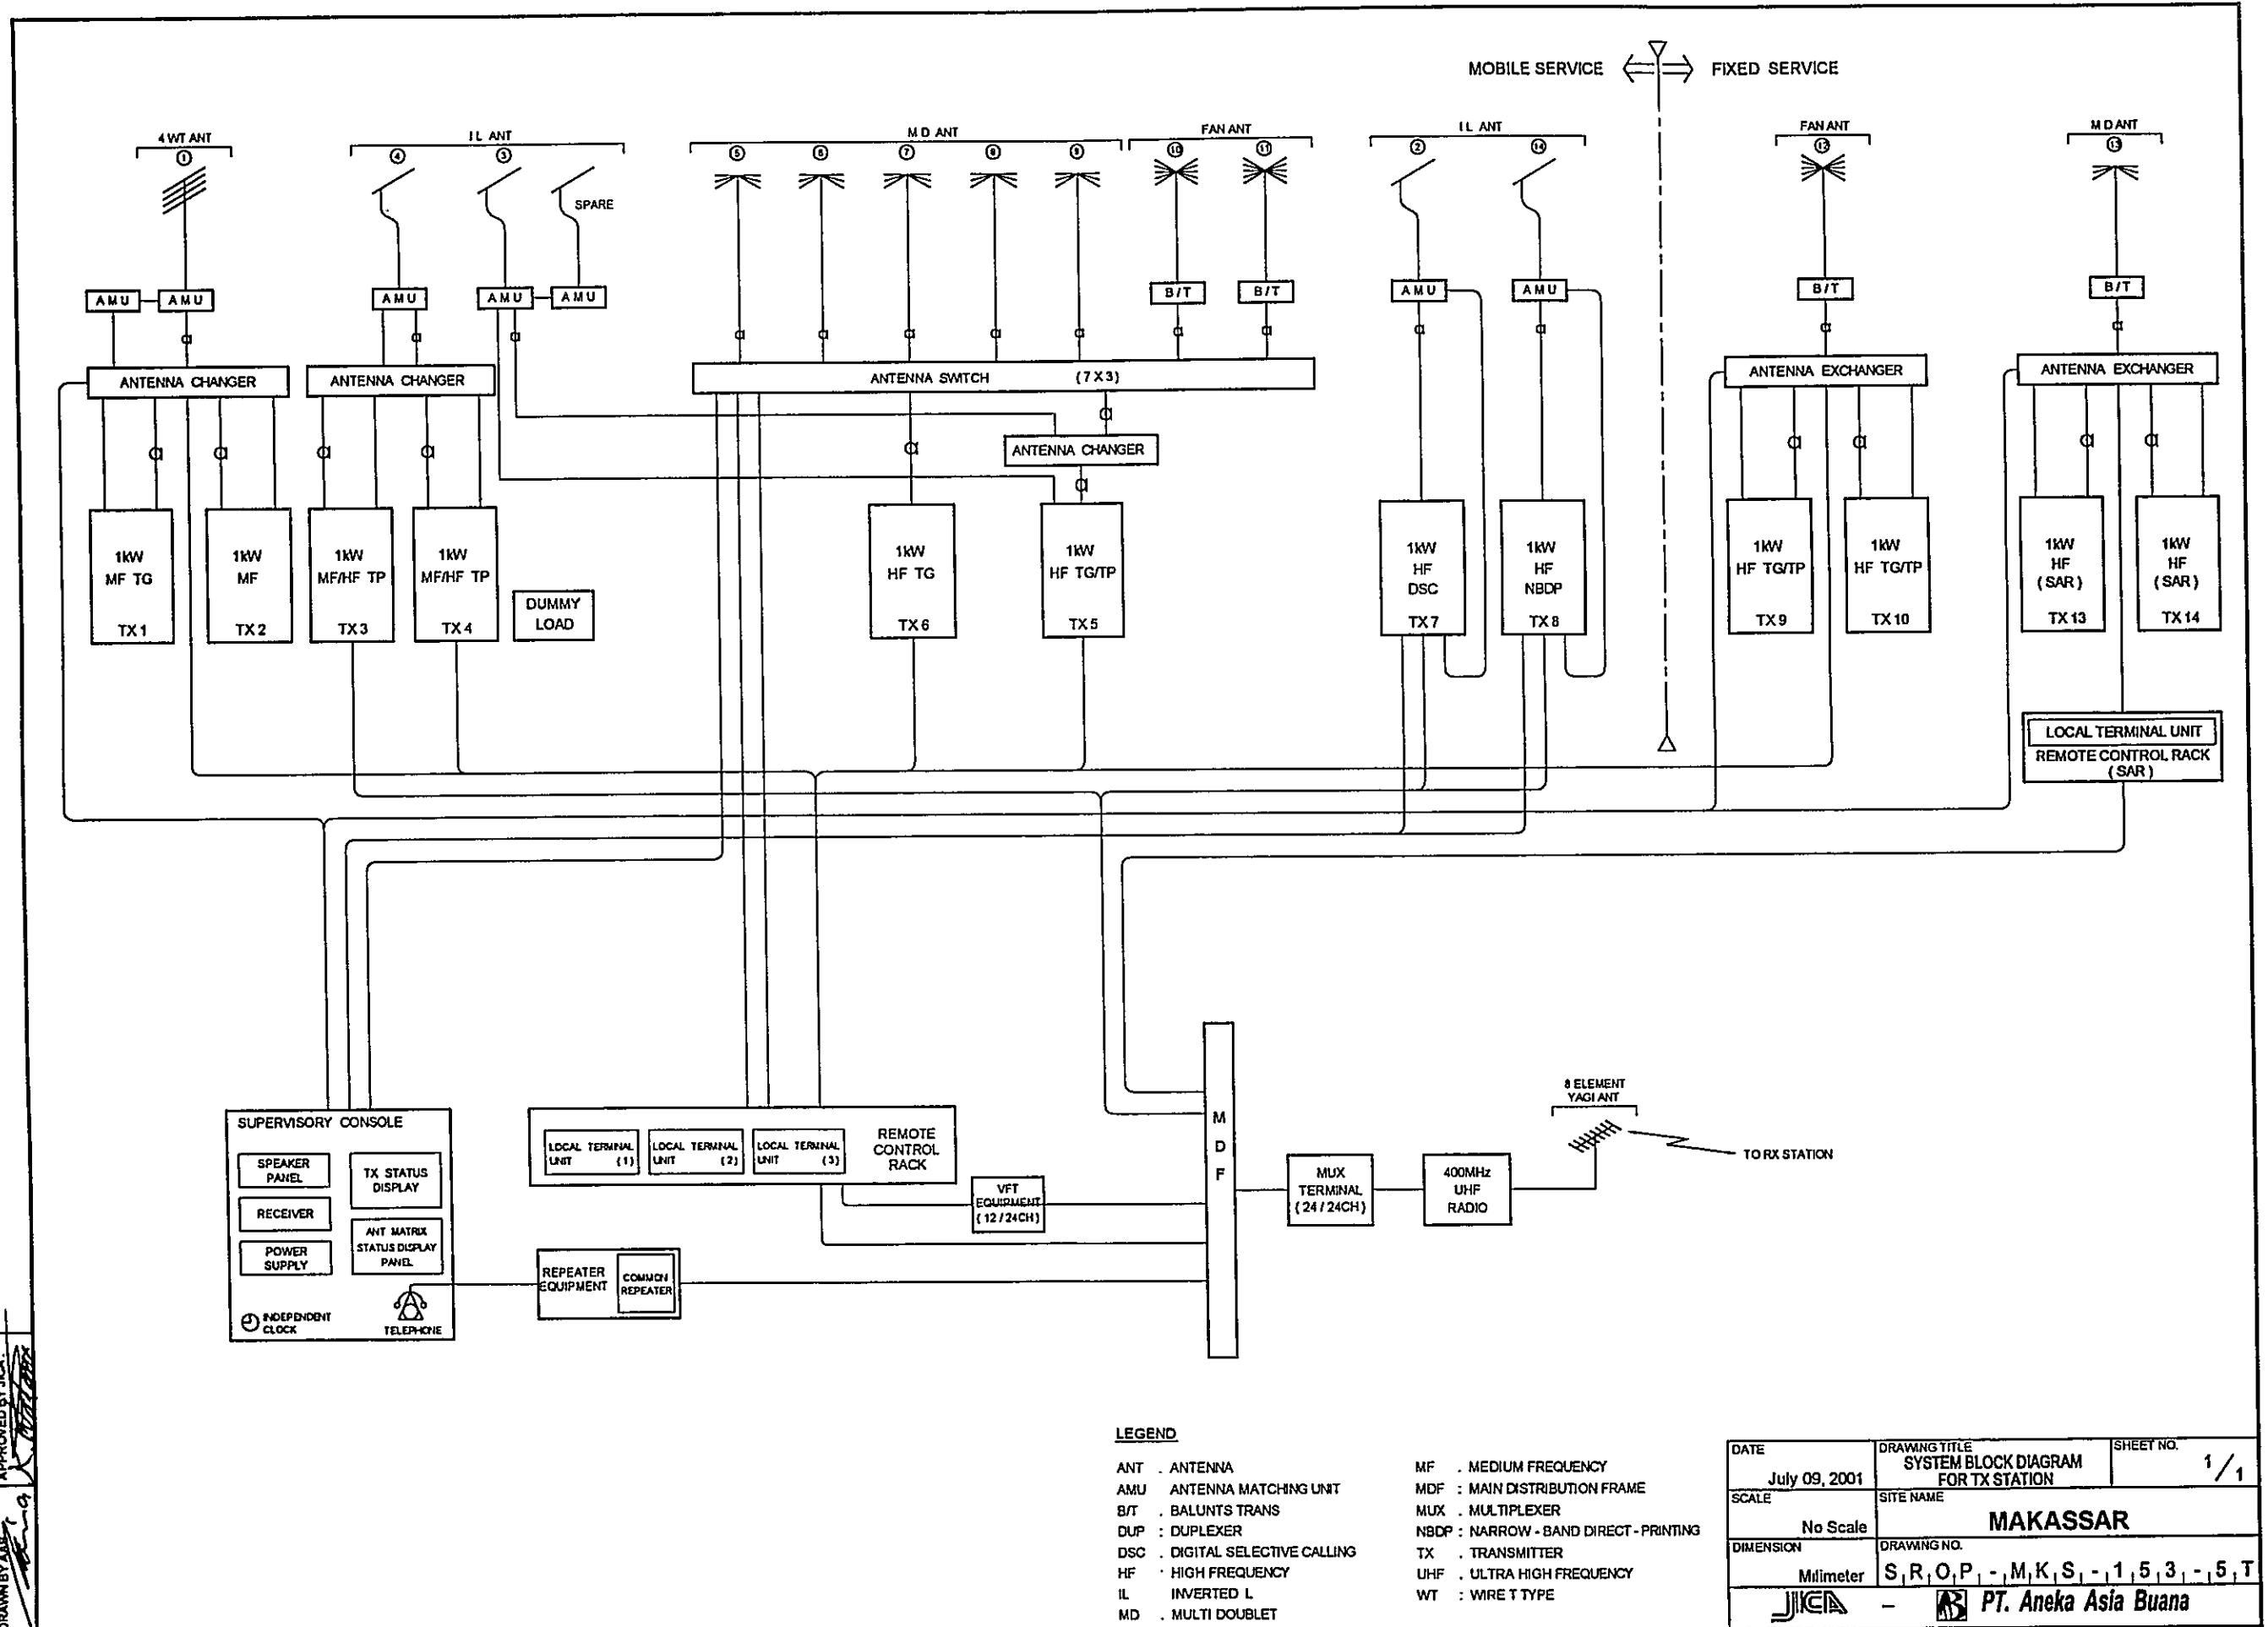 MOBILE SERVICE FIXED SERVICE
4 WT ANT
IL ANT
M D ANT
FAN ANT
IL ANT
FAN ANT
M D ANT
1
4
3
5
6
7
8
9
10
11
2
14
12
13
SPARE
AMU
AMU
AMU
AMU
AMU
B/T
B/T
AMU
AMU
B/T
B/T
ANTENNA CHANGER
ANTENNA CHANGER
ANTENNA SWITCH (7X3)
ANTENNA EXCHANGER
ANTENNA EXCHANGER
ANTENNA CHANGER
1kW
MF TG
TX1
1kW
MF
TX2
1kW
MF/HF TP
TX3
1kW
MF/HF TP
TX4
DUMMY
LOAD
1kW
HF TG
TX6
1kW
HF TG/TP
TX5
1kW
HF
DSC
TX7
1kW
HF
NBDP
TX8
1kW
HF TG/TP
TX9
1kW
HF TG/TP
TX10
1kW
HF
(SAR)
TX13
1kW
HF
(SAR)
TX14
LOCAL TERMINAL UNIT
REMOTE CONTROL RACK
(SAR)
SUPERVISORY CONSOLE
SPEAKER
PANEL
TX STATUS
DISPLAY
RECEIVER
ANT MATRIX
STATUS DISPLAY
PANEL
POWER
SUPPLY
INDEPENDENT
CLOCK
TELEPHONE
LOCAL TERMINAL
UNIT (1)
LOCAL TERMINAL
UNIT (2)
LOCAL TERMINAL
UNIT (3)
REMOTE
CONTROL
RACK
VFT
EQUIPMENT
(12/24CH)
REPEATER
EQUIPMENT
COMMON
REPEATER
M
D
F
MUX
TERMINAL
(24/24CH)
400MHz
UHF
RADIO
8 ELEMENT
YAGI ANT
TO RX STATION
LEGEND
ANT . ANTENNA
AMU ANTENNA MATCHING UNIT
B/T . BALUNTS TRANS
DUP : DUPLEXER
DSC . DIGITAL SELECTIVE CALLING
HF · HIGH FREQUENCY
IL INVERTED L
MD . MULTI DOUBLET
MF . MEDIUM FREQUENCY
MDF : MAIN DISTRIBUTION FRAME
MUX . MULTIPLEXER
NBDP : NARROW - BAND DIRECT - PRINTING
TX . TRANSMITTER
UHF . ULTRA HIGH FREQUENCY
WT : WIRE T TYPE
DATE
July 09, 2001
DRAWING TITLE
SYSTEM BLOCK DIAGRAM
FOR TX STATION
SHEET NO.
1/1
SCALE
No Scale
SITE NAME
MAKASSAR
DIMENSION
Milimeter
DRAWING NO.
SROP-MKS-153-5T
JICA – PT. Aneka Asia Buana
APPROVED BY JICA
DRAWN BY AAB